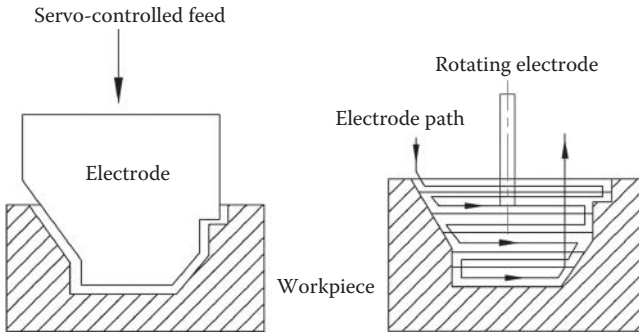 Servo-controlled feed
Electrode
Rotating electrode
Electrode path
Workpiece